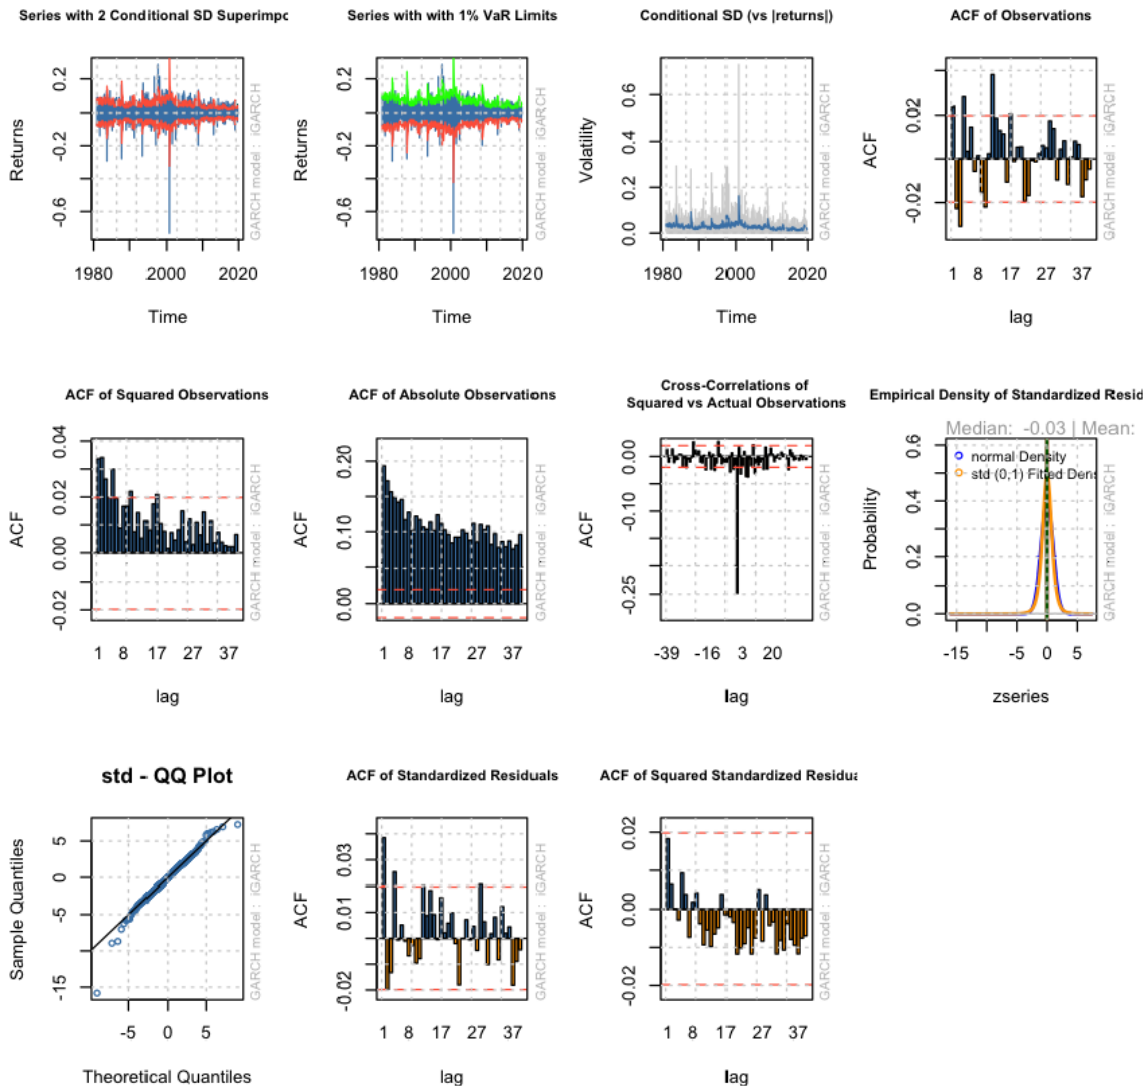 Series with 2 Conditional SD Superimpo
Returns
0.2
-0.2
-0.6
1980
2000
2020
Time
GARCH model : iGARCH
Series with with 1% VaR Limits
Returns
0.2
-0.2
-0.6
1980
2000
2020
Time
GARCH model : iGARCH
Conditional SD (vs |returns|)
Volatility
0.6
0.4
0.2
0.0
1980
2000
2020
Time
GARCH model : iGARCH
ACF of Observations
ACF
0.02
-0.02
1 8 17 27 37
lag
GARCH model : iGARCH
ACF of Squared Observations
ACF
0.04
0.02
0.00
-0.02
1 8 17 27 37
lag
GARCH model : iGARCH
ACF of Absolute Observations
ACF
0.20
0.10
0.00
1 8 17 27 37
lag
GARCH model : iGARCH
Cross-Correlations of
Squared vs Actual Observations
ACF
0.00
-0.10
-0.25
-39 -16 3 20
lag
GARCH model : iGARCH
Empirical Density of Standardized Resid
Median: -0.03 | Mean:
normal Density
std (0,1) Fitted Dens
Probability
0.6
0.4
0.2
0.0
-15 -5 0 5
zseries
GARCH model : iGARCH
std - QQ Plot
Sample Quantiles
5
0
-5
-15
-5 0 5
Theoretical Quantiles
GARCH model : iGARCH
ACF of Standardized Residuals
ACF
0.03
0.01
-0.02
1 8 17 27 37
lag
GARCH model : iGARCH
ACF of Squared Standardized Residua
ACF
0.02
0.00
-0.02
1 8 17 27 37
lag
GARCH model : iGARCH